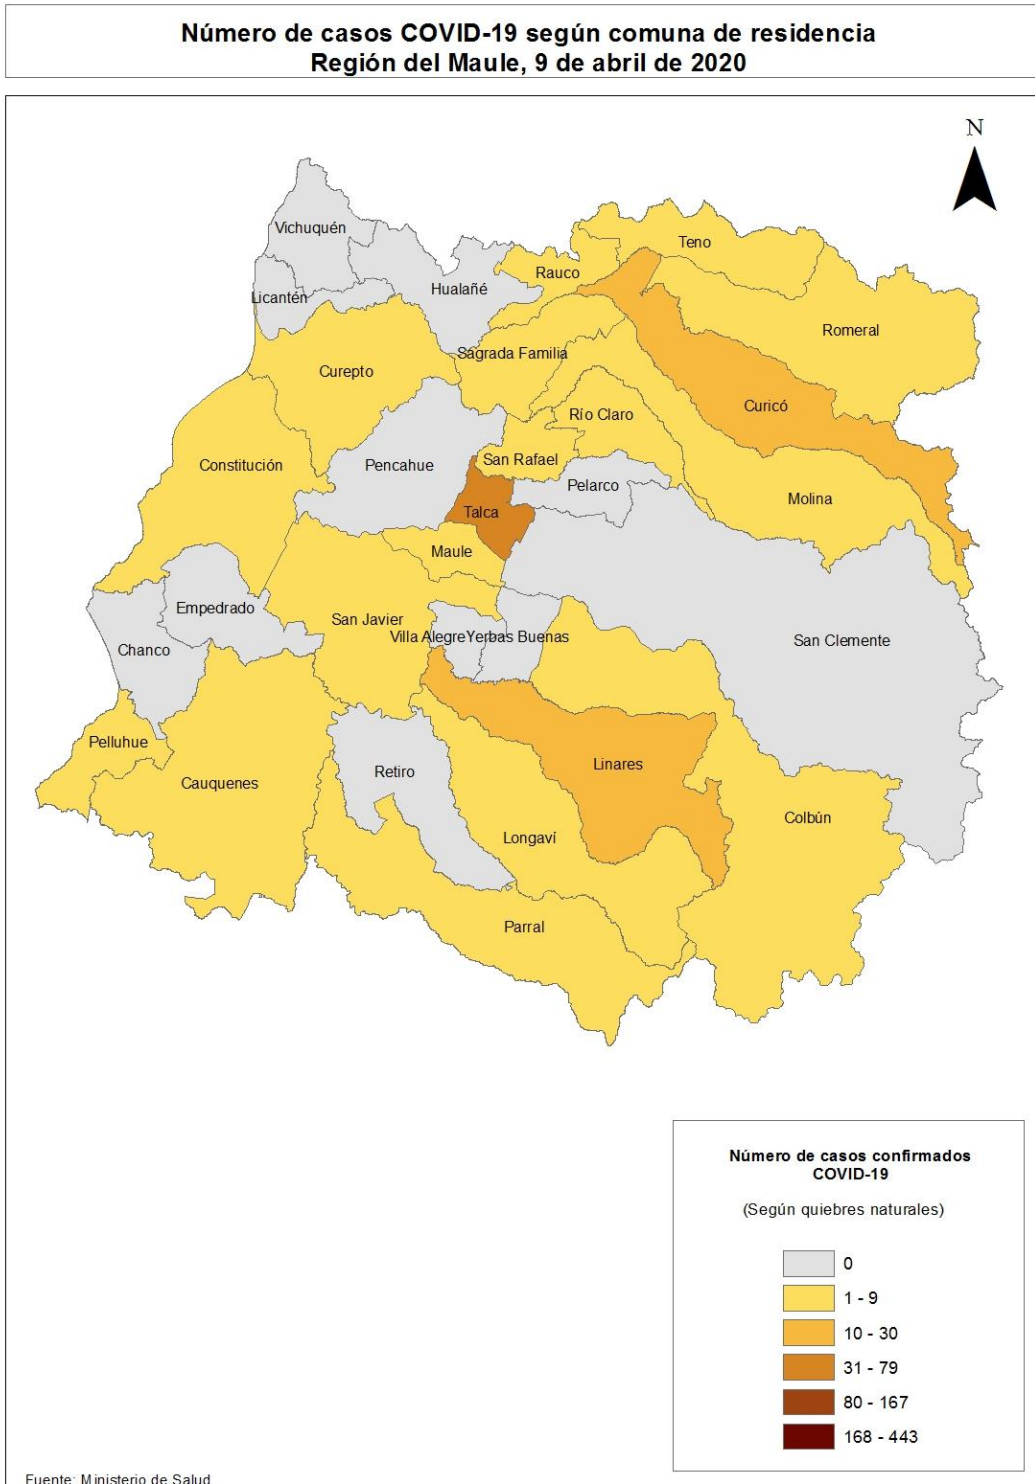 Número de casos COVID-19 según comuna de residencia
Región del Maule, 9 de abril de 2020
N
Vichuquén
Teno
Rauco
Hualañé
Licantén
Romeral
Sagrada Familia
Curepto
Curicó
Río Claro
San Rafael
Constitución
Pencahue
Pelarco
Molina
Talca
Maule
Empedrado
San Javier
Villa Alegre
Yerbas Buenas
San Clemente
Chanco
Pelluhue
Linares
Retiro
Cauquenes
Colbún
Longaví
Parral
Número de casos confirmados
COVID-19
(Según quiebres naturales)
0
1 - 9
10 - 30
31 - 79
80 - 167
168 - 443
Fuente: Ministerio de Salud